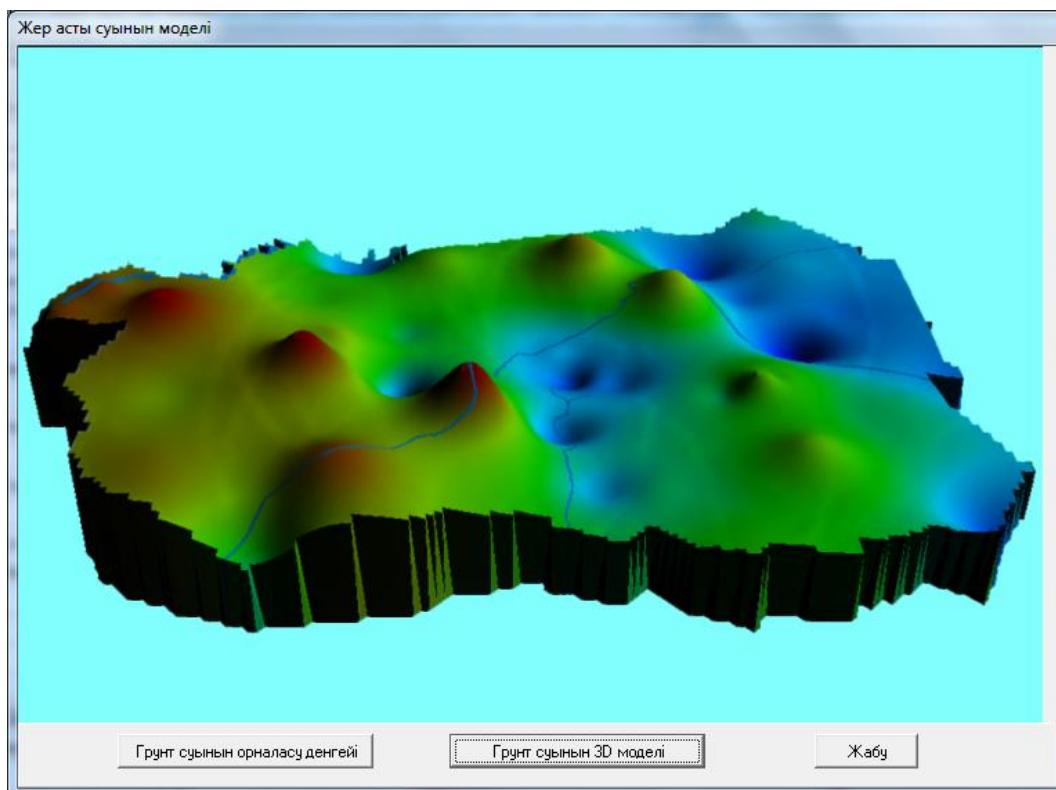 Жер асты суынын моделі
Грунт суынын орналасу денгейі
Грунт суынын 3D моделі
Жабу